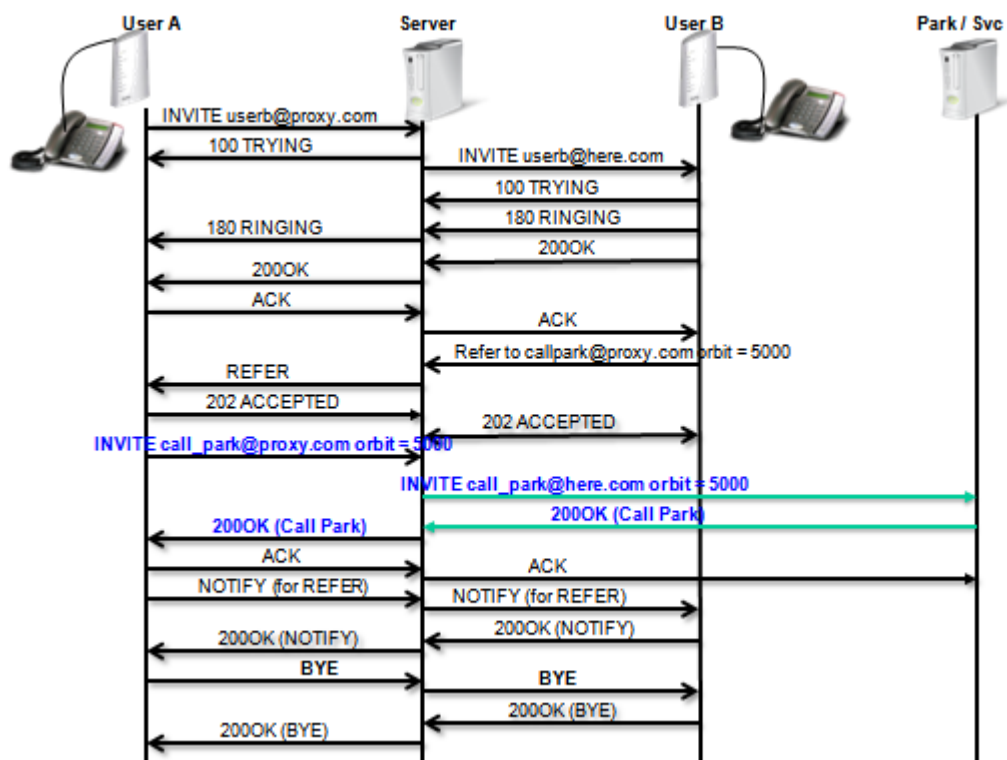 User A
Server
User B
Park / Svc
INVITE userb@proxy.com
100 TRYING
INVITE userb@here.com
100 TRYING
180 RINGING
180 RINGING
200OK
200OK
ACK
ACK
Refer to callpark@proxy.com orbit = 5000
REFER
202 ACCEPTED
202 ACCEPTED
INVITE call_park@proxy.com orbit = 5000
INVITE call_park@here.com orbit = 5000
200OK (Call Park)
200OK (Call Park)
ACK
ACK
NOTIFY (for REFER)
NOTIFY (for REFER)
200OK (NOTIFY)
200OK (NOTIFY)
BYE
BYE
200OK (BYE)
200OK (BYE)